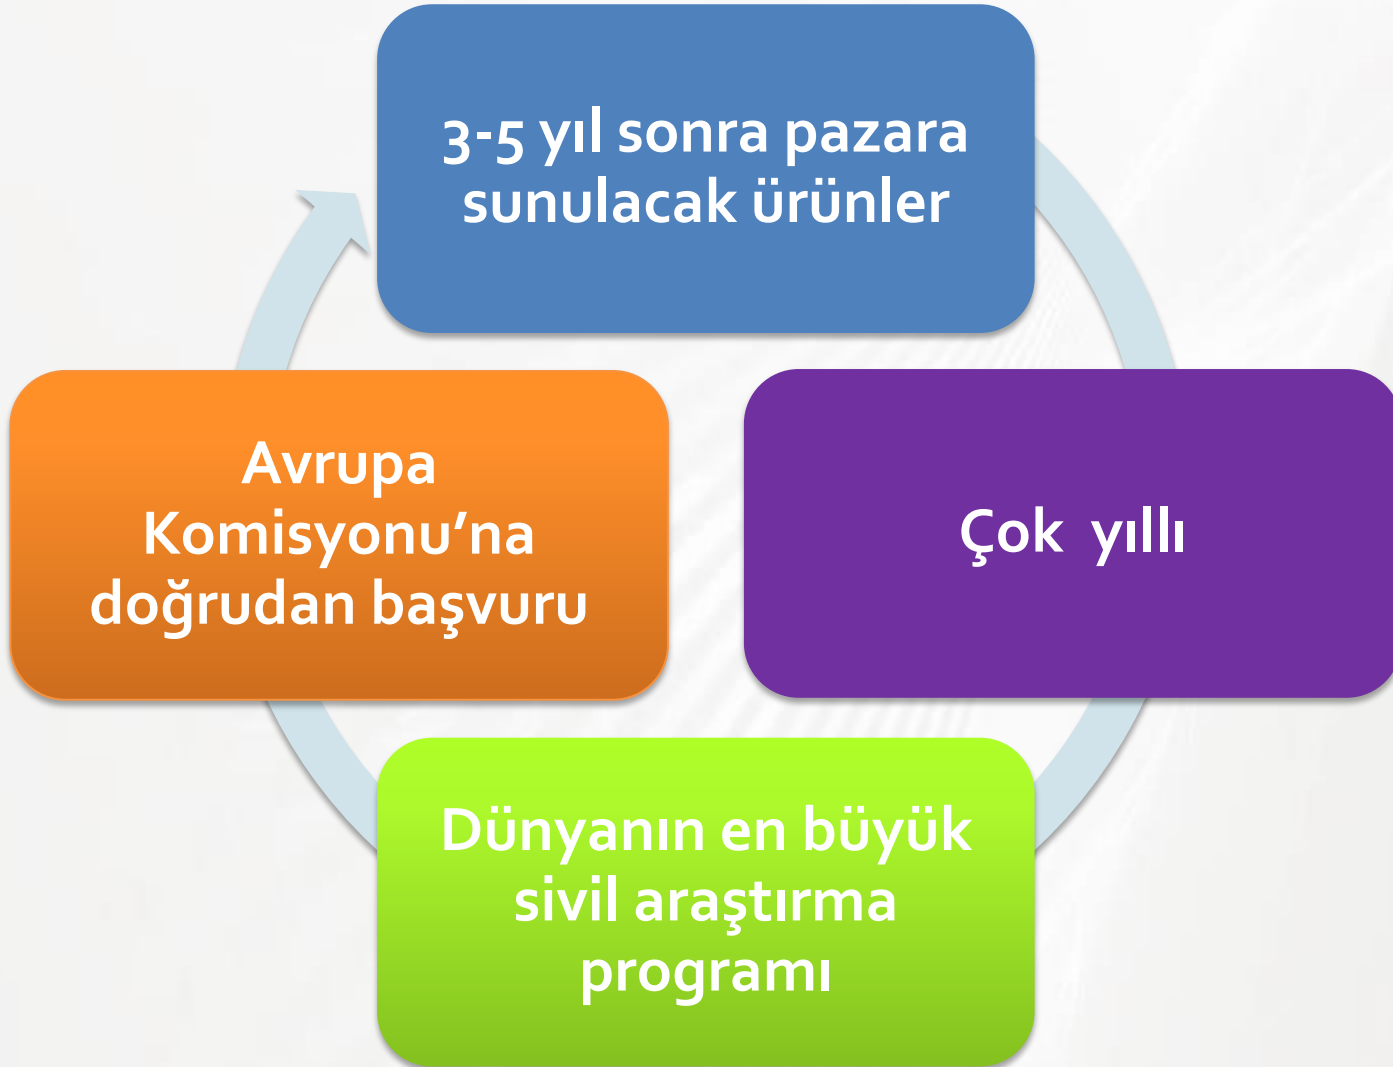 3-5 yıl sonra pazara
sunulacak ürünler
Avrupa
Komisyonu’na
doğrudan başvuru
Çok  yıllı
Dünyanın en büyük
sivil araştırma
programı